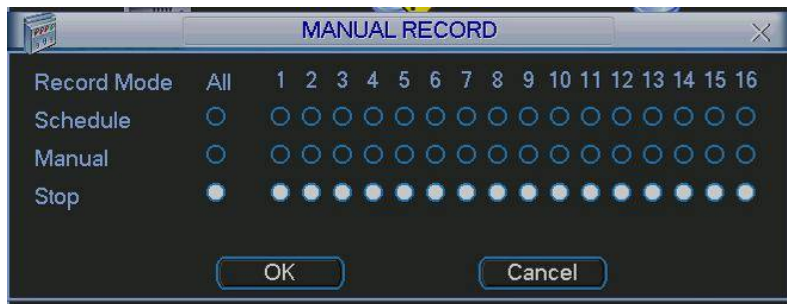 MANUAL RECORD
Record Mode All 1 2 3 4 5 6 7 8 9 10 11 12 13 14 15 16
Schedule
Manual
Stop
OK Cancel